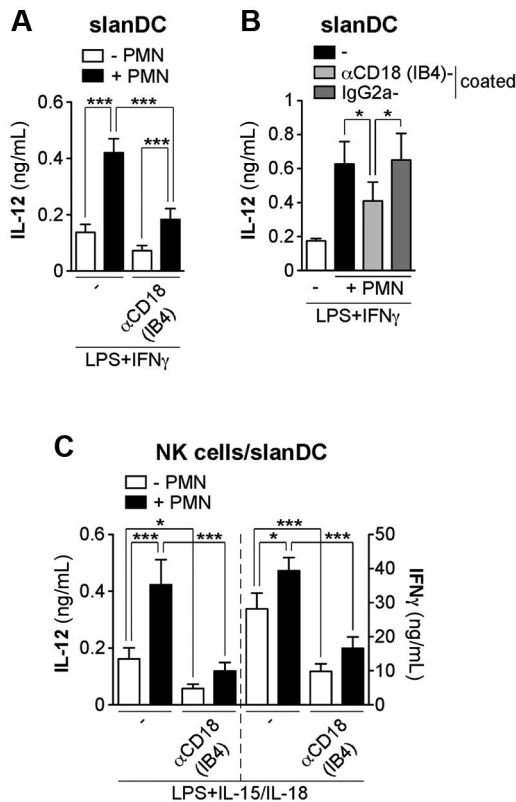 A
slanDC
- PMN
+ PMN
IL-12 (ng/mL)
0.6
0.4
0.2
0
***
***
***
-
αCD18
(IB4)
LPS+IFNγ
B
slanDC
-
αCD18 (IB4)-
IgG2a-
coated
IL-12 (ng/mL)
1
0.8
0.6
0.4
0.2
0
*
*
-
+ PMN
LPS+IFNγ
C
NK cells/slanDC
- PMN
+ PMN
IL-12 (ng/mL)
0.6
0.4
0.2
0
*
***
***
***
*
***
50
40
30
20
10
0
IFNγ (ng/mL)
-
αCD18
(IB4)
-
αCD18
(IB4)
LPS+IL-15/IL-18